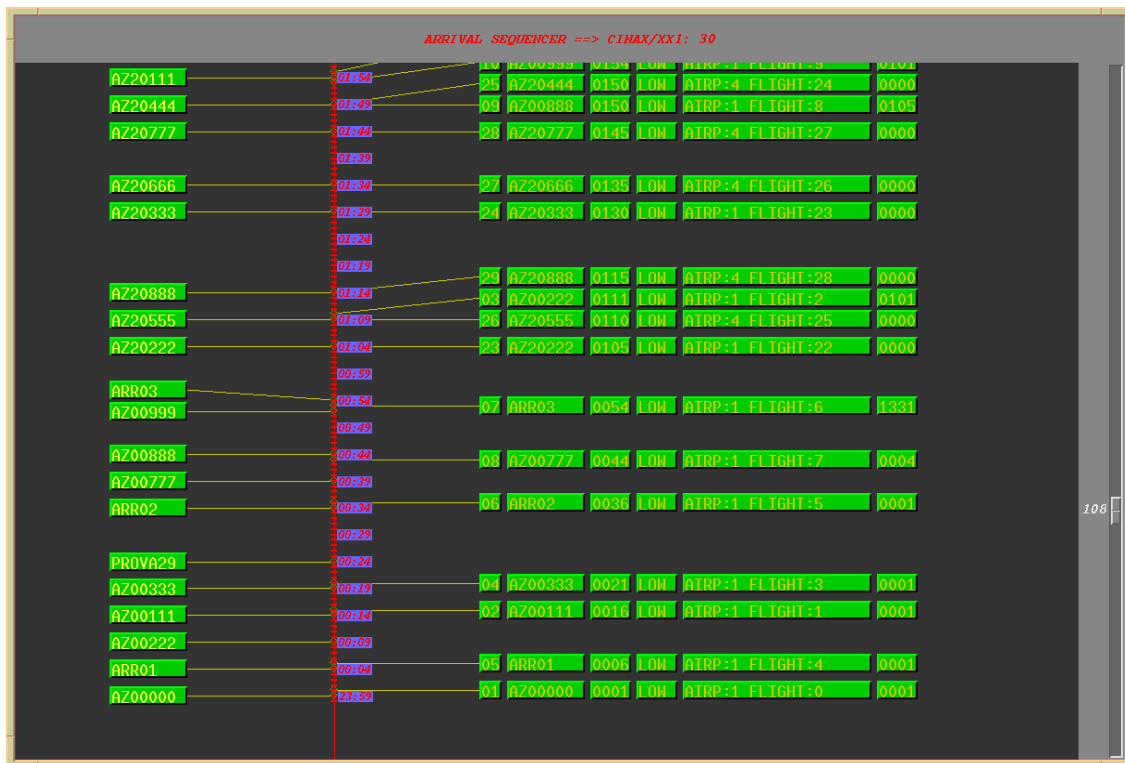 ARRIVAL SEQUENCER ==> CINAX/XX1: 30
10 AZ00999 0154 LOW AIRP:1 FLIGHT:9 0101
AZ20111 01:54
25 AZ20444 0150 LOW AIRP:4 FLIGHT:24 0000
AZ20444 01:49 09 AZ00888 0150 LOW AIRP:1 FLIGHT:8 0105
AZ20777 01:44 28 AZ20777 0145 LOW AIRP:4 FLIGHT:27 0000
01:39
AZ20666 01:34 27 AZ20666 0135 LOW AIRP:4 FLIGHT:26 0000
AZ20333 01:29 24 AZ20333 0130 LOW AIRP:1 FLIGHT:23 0000
01:24
01:19
29 AZ20888 0115 LOW AIRP:4 FLIGHT:28 0000
AZ20888 01:14 03 AZ00222 0111 LOW AIRP:1 FLIGHT:2 0101
AZ20555 01:09 26 AZ20555 0110 LOW AIRP:4 FLIGHT:25 0000
AZ20222 01:04 23 AZ20222 0105 LOW AIRP:1 FLIGHT:22 0000
00:59
ARR03
00:54 07 ARR03 0054 LOW AIRP:1 FLIGHT:6 1331
AZ00999
00:49
AZ00888 00:44 08 AZ00777 0044 LOW AIRP:1 FLIGHT:7 0004
AZ00777 00:39
ARR02 00:34 06 ARR02 0036 LOW AIRP:1 FLIGHT:5 0001
108
00:29
PROVA29 00:24
AZ00333 00:19 04 AZ00333 0021 LOW AIRP:1 FLIGHT:3 0001
AZ00111 00:14 02 AZ00111 0016 LOW AIRP:1 FLIGHT:1 0001
AZ00222 00:09
ARR01 00:04 05 ARR01 0006 LOW AIRP:1 FLIGHT:4 0001
AZ00000 23:59 01 AZ00000 0001 LOW AIRP:1 FLIGHT:0 0001